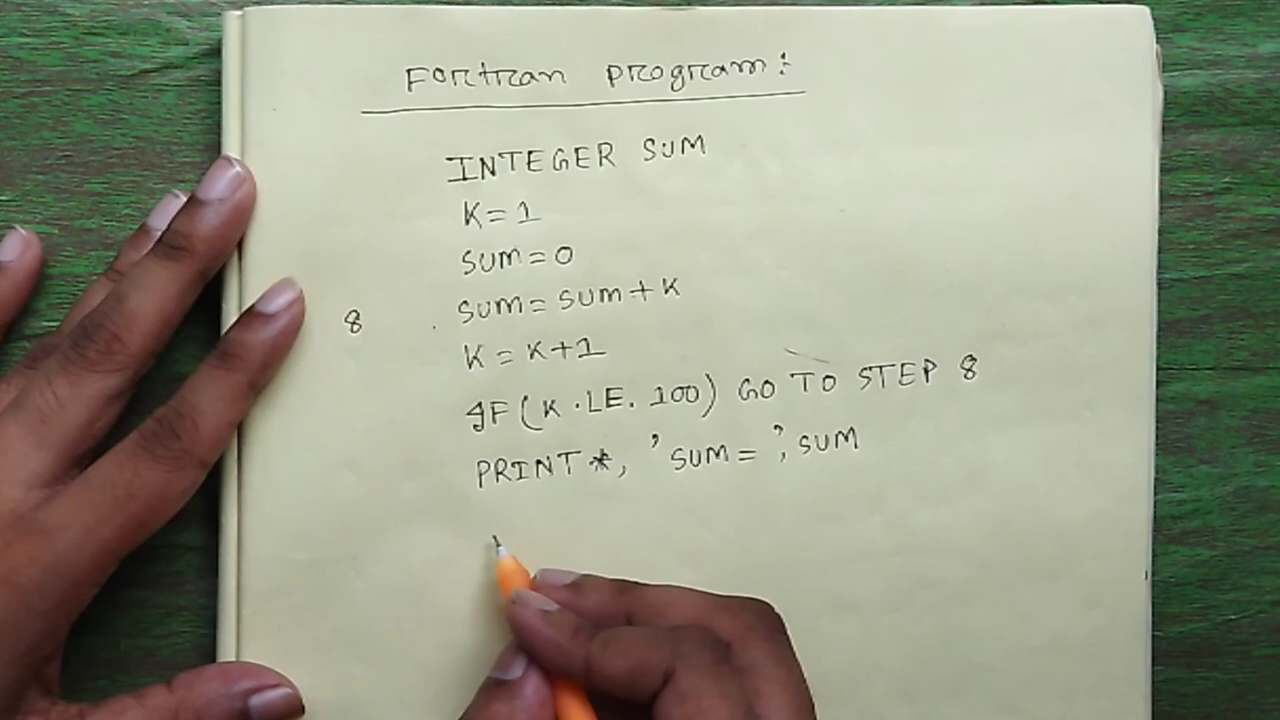 Fortran Program:
INTEGER SUM
K=1
SUM=0
8 SUM=SUM+K
K=K+1
IF(K.LE.100) GO TO STEP 8
PRINT*, 'SUM=', SUM